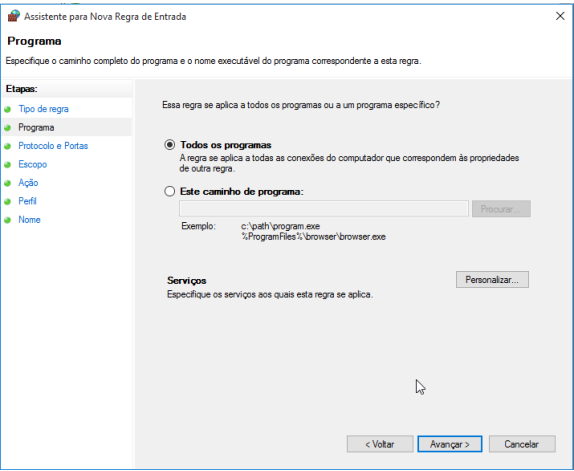 Assistente para Nova Regra de Entrada
Programa
Especifique o caminho completo do programa e o nome executável do programa correspondente a esta regra.
Etapas:
Tipo de regra
Programa
Protocolo e Portas
Escopo
Ação
Perfil
Nome
Essa regra se aplica a todos os programas ou a um programa específico?
Todos os programas
A regra se aplica a todas as conexões do computador que correspondem às propriedades
de outra regra.
Este caminho de programa:
Procurar...
Exemplo: c:\path\program.exe
%ProgramFiles%\browser\browser.exe
Serviços
Personalizar...
Especifique os serviços aos quais esta regra se aplica.
< Voltar
Avançar >
Cancelar